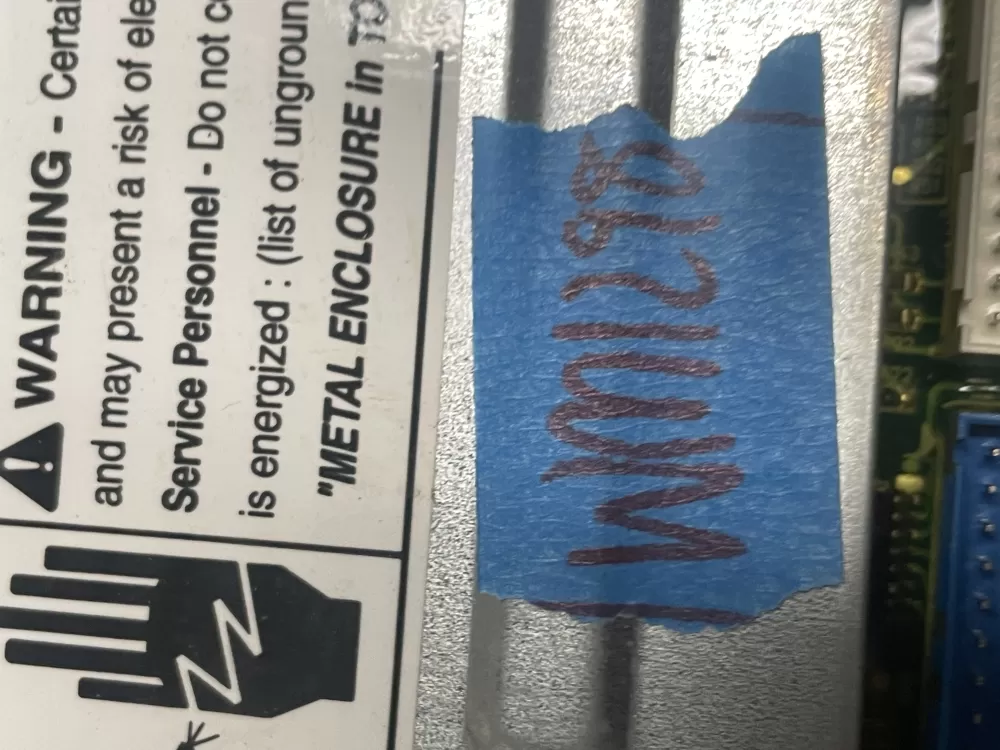 WARNING - Certai
and may present a risk of ele
Service Personnel - Do not c
is energized : (list of ungroun
"METAL ENCLOSURE in TO
WM1298